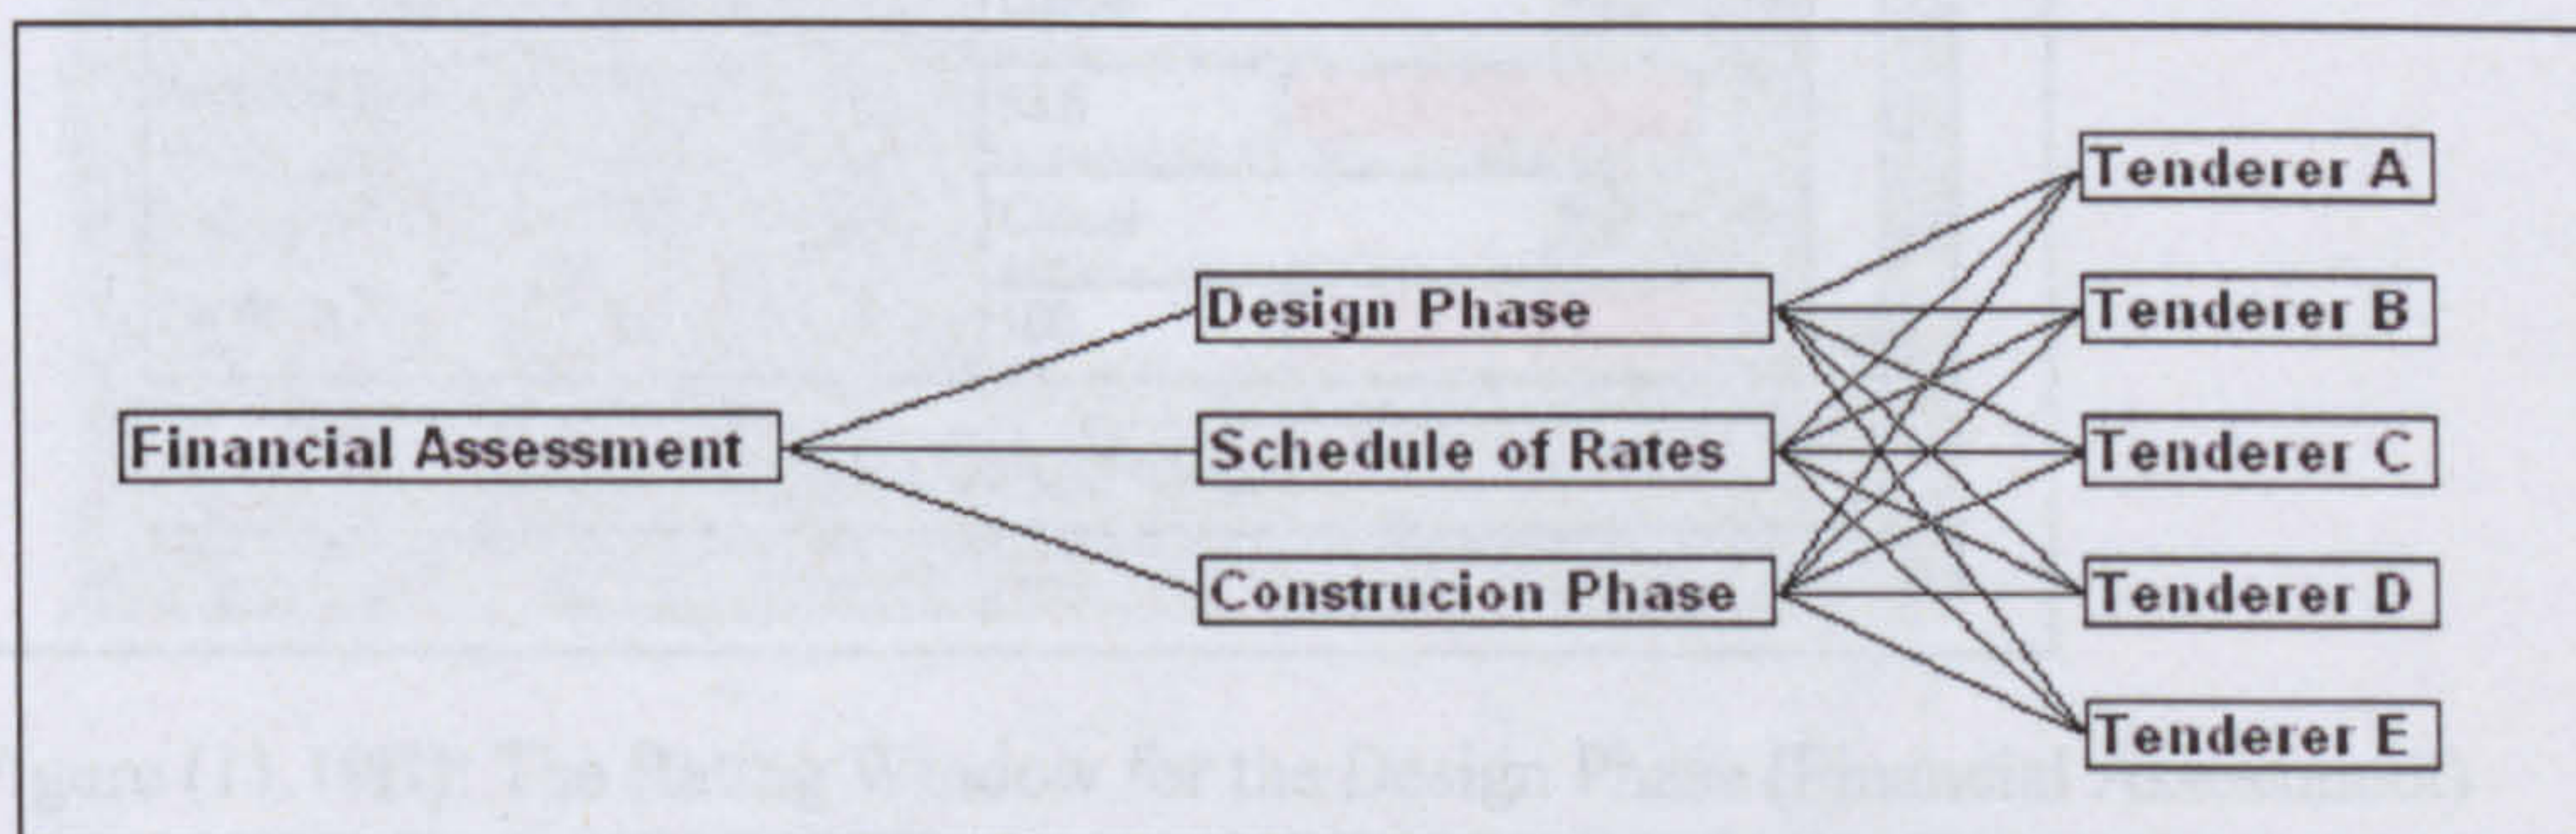 Financial Assessment
Design Phase
Schedule of Rates
Construcion Phase
Tenderer A
Tenderer B
Tenderer C
Tenderer D
Tenderer E